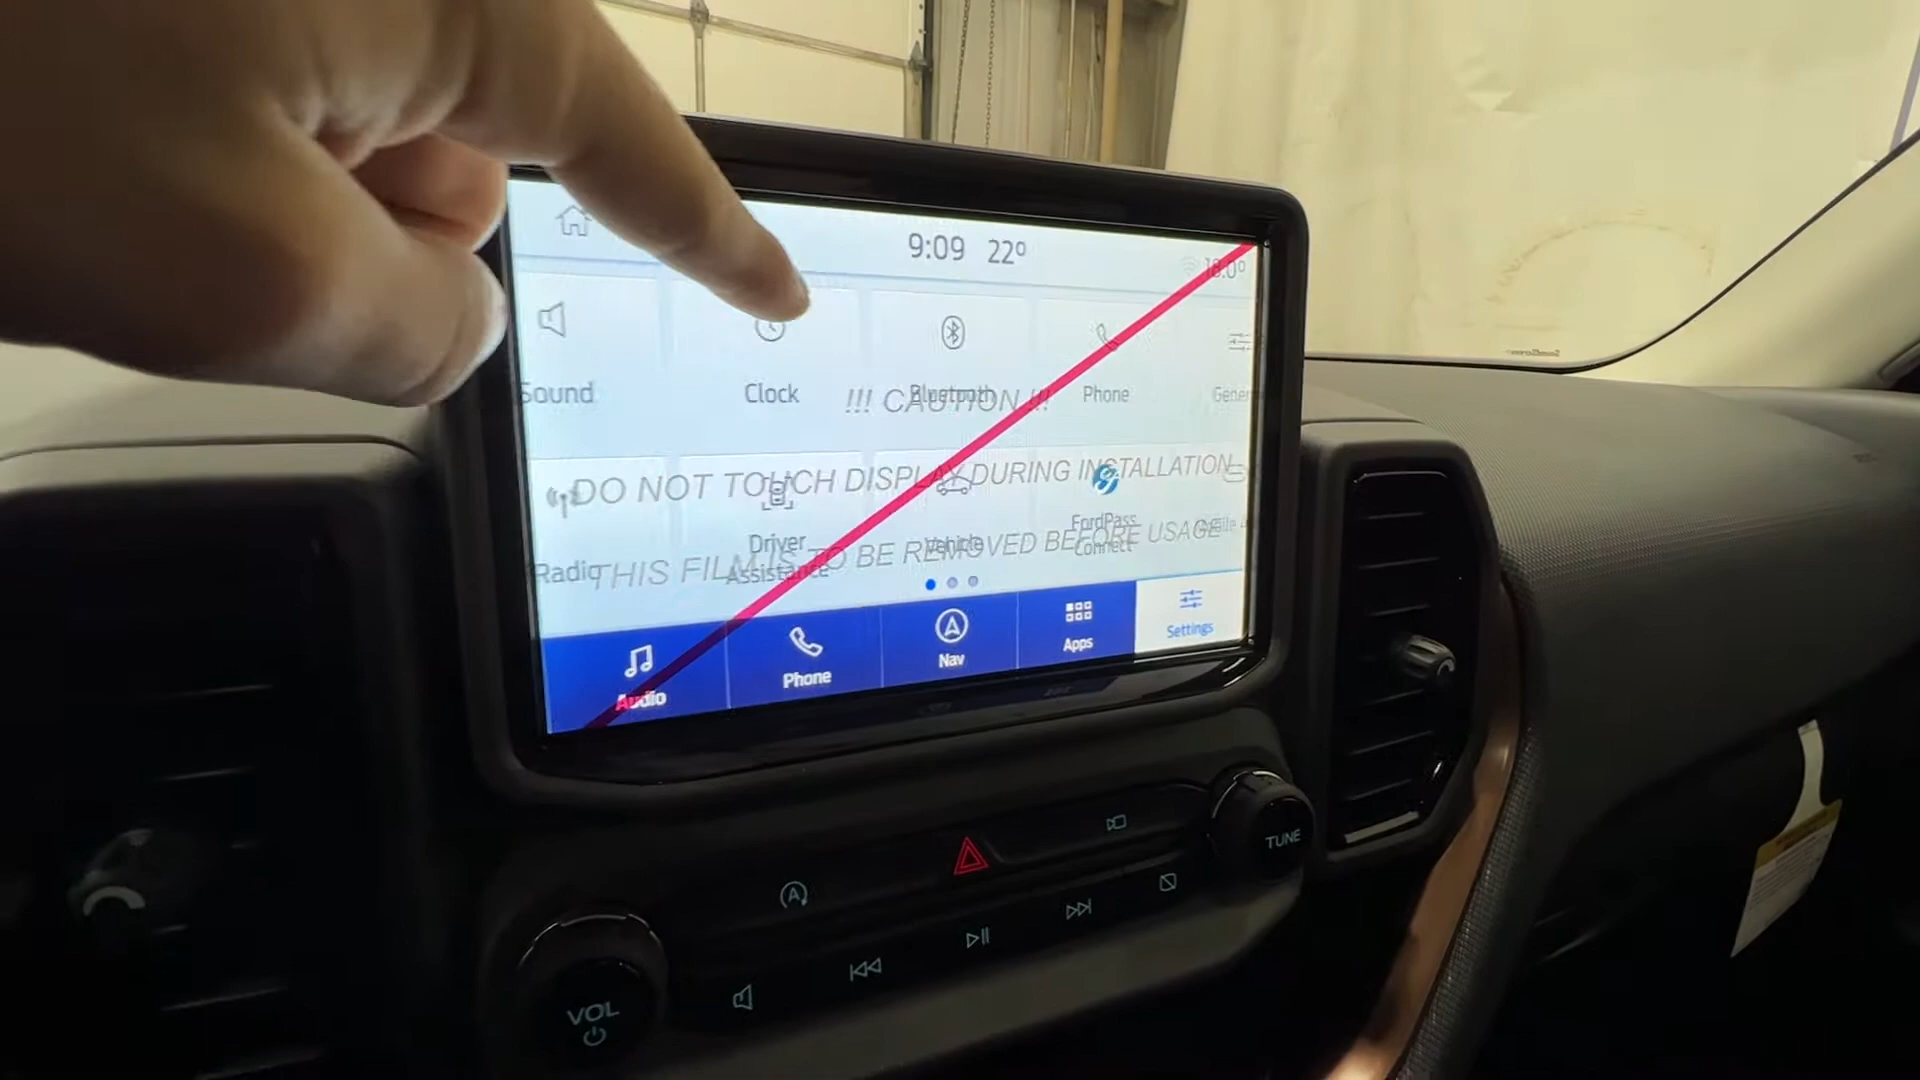 9:09 22°
18.0°
Sound
Clock
Bluetooth
Phone
!!! CAUTION !!!
DO NOT TOUCH DISPLAY DURING INSTALLATION
Radio
Driver
Assistance
Vehicle
FordPass
Connect
THIS FILM IS TO BE REMOVED BEFORE USAGE
Audio
Phone
Nav
Apps
Settings
TUNE
VOL